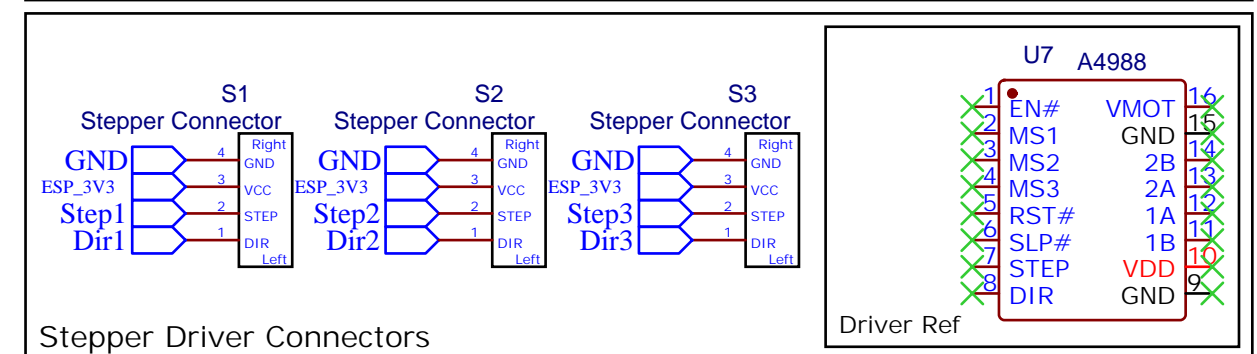 S1
Stepper Connector
Right
GND 4 GND
ESP_3V3 3 VCC
Step1 2 STEP
Dir1 1 DIR
Left
S2
Stepper Connector
Right
GND 4 GND
ESP_3V3 3 VCC
Step2 2 STEP
Dir2 1 DIR
Left
S3
Stepper Connector
Right
GND 4 GND
ESP_3V3 3 VCC
Step3 2 STEP
Dir3 1 DIR
Left
Stepper Driver Connectors
U7 A4988
1 EN# VMOT 16
2 MS1 GND 15
3 MS2 2B 14
4 MS3 2A 13
5 RST# 1A 12
6 SLP# 1B 11
7 STEP VDD 10
8 DIR GND 9
Driver Ref